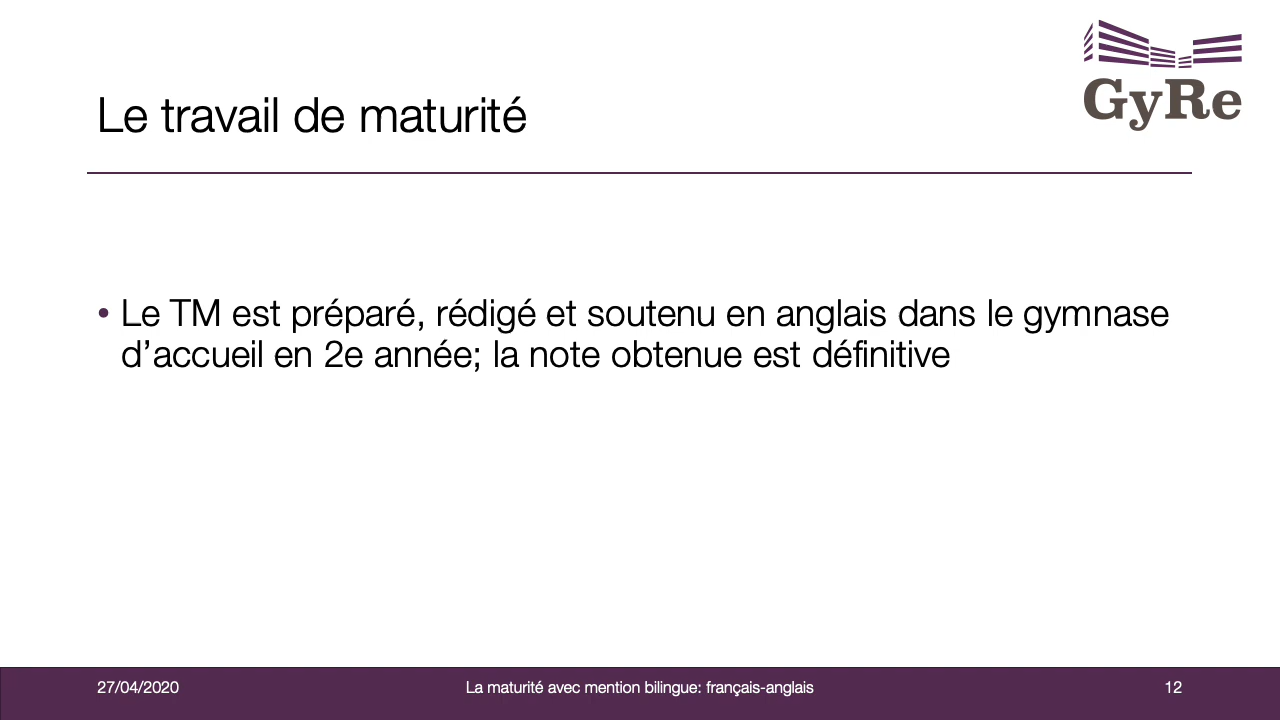 GyRe
Le travail de maturité
• Le TM est préparé, rédigé et soutenu en anglais dans le gymnase
d’accueil en 2e année; la note obtenue est définitive
27/04/2020
La maturité avec mention bilingue: français-anglais
12